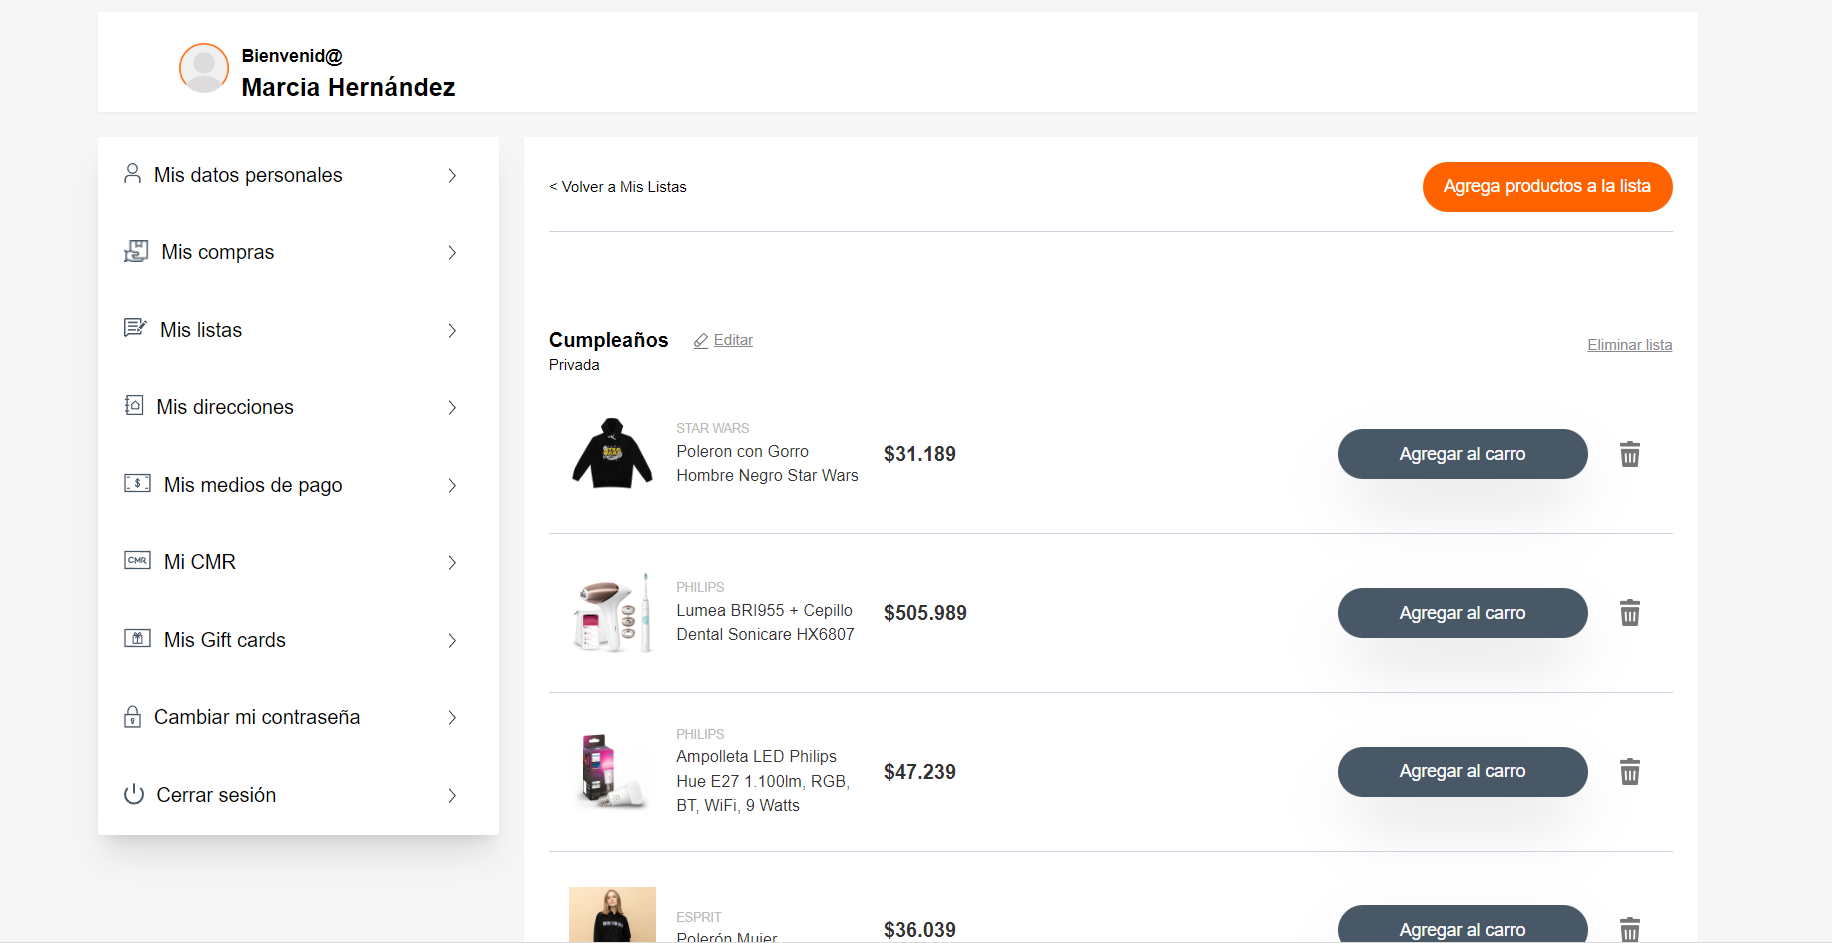 Bienvenid@
Marcia Hernández
Mis datos personales
Mis compras
Mis listas
Mis direcciones
Mis medios de pago
CMR
Mi CMR
Mis Gift cards
Cambiar mi contraseña
Cerrar sesión
< Volver a Mis Listas
Agrega productos a la lista
Cumpleaños
Editar
Privada
Eliminar lista
STAR WARS
Poleron con Gorro
Hombre Negro Star Wars
$31.189
Agregar al carro
PHILIPS
Lumea BRI955 + Cepillo
Dental Sonicare HX6807
$505.989
Agregar al carro
PHILIPS
Ampolleta LED Philips
Hue E27 1.100lm, RGB,
BT, WiFi, 9 Watts
$47.239
Agregar al carro
ESPRIT
Polerón Mujer
$36.039
Agregar al carro